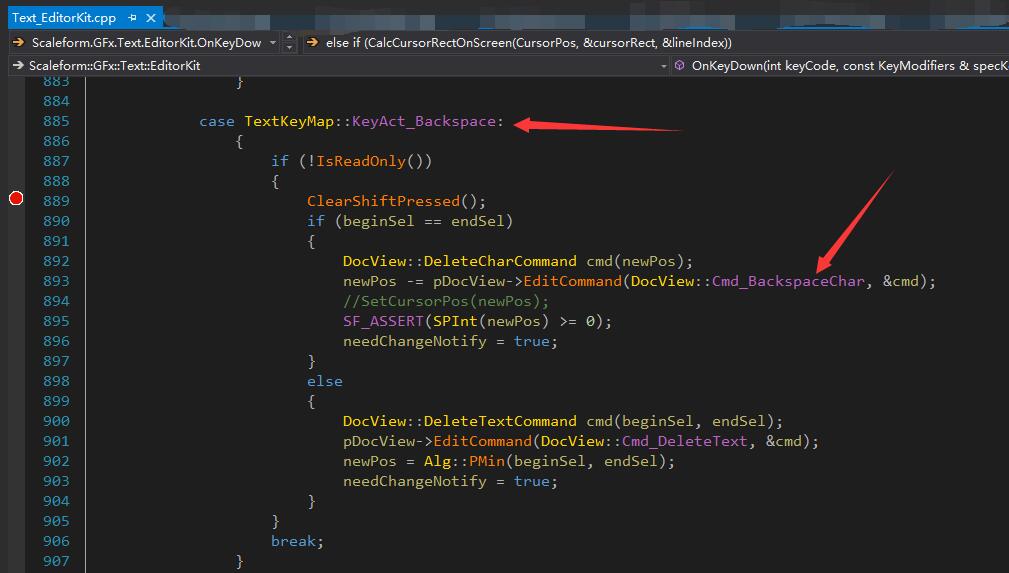 Text_EditorKit.cpp
Scaleform.GFx.Text.EditorKit.OnKeyDow else if (CalcCursorRectOnScreen(CursorPos, &cursorRect, &lineIndex))
Scaleform::GFx::Text::EditorKit OnKeyDown(int keyCode, const KeyModifiers & specK
883 }
884
885 case TextKeyMap::KeyAct_Backspace:
886 {
887 if (!IsReadOnly())
888 {
889 ClearShiftPressed();
890 if (beginSel == endSel)
891 {
892 DocView::DeleteCharCommand cmd(newPos);
893 newPos -= pDocView->EditCommand(DocView::Cmd_BackspaceChar, &cmd);
894 //SetCursorPos(newPos);
895 SF_ASSERT(SPInt(newPos) >= 0);
896 needChangeNotify = true;
897 }
898 else
899 {
900 DocView::DeleteTextCommand cmd(beginSel, endSel);
901 pDocView->EditCommand(DocView::Cmd_DeleteText, &cmd);
902 newPos = Alg::PMin(beginSel, endSel);
903 needChangeNotify = true;
904 }
905 }
906 break;
907 }